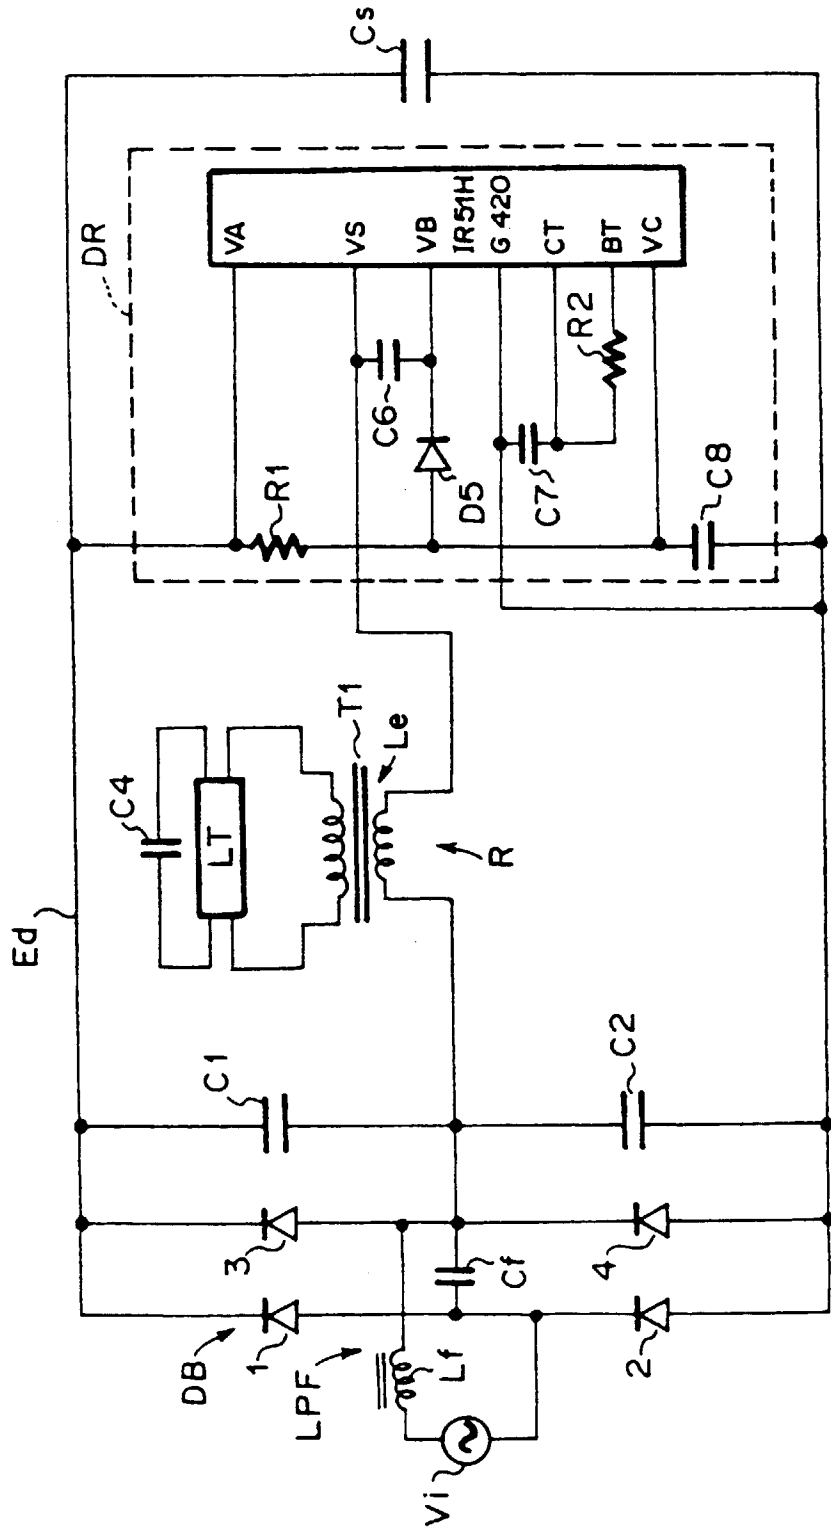 Ed
Cs
DR
VA
VS
VB
IR51H
G 420
CT
BT
VC
R1
C6
D5
C7
R2
C8
C4
LT
T1
Le
R
C1
C2
DB
1
3
LPF
Lf
Cf
Vi
2
4